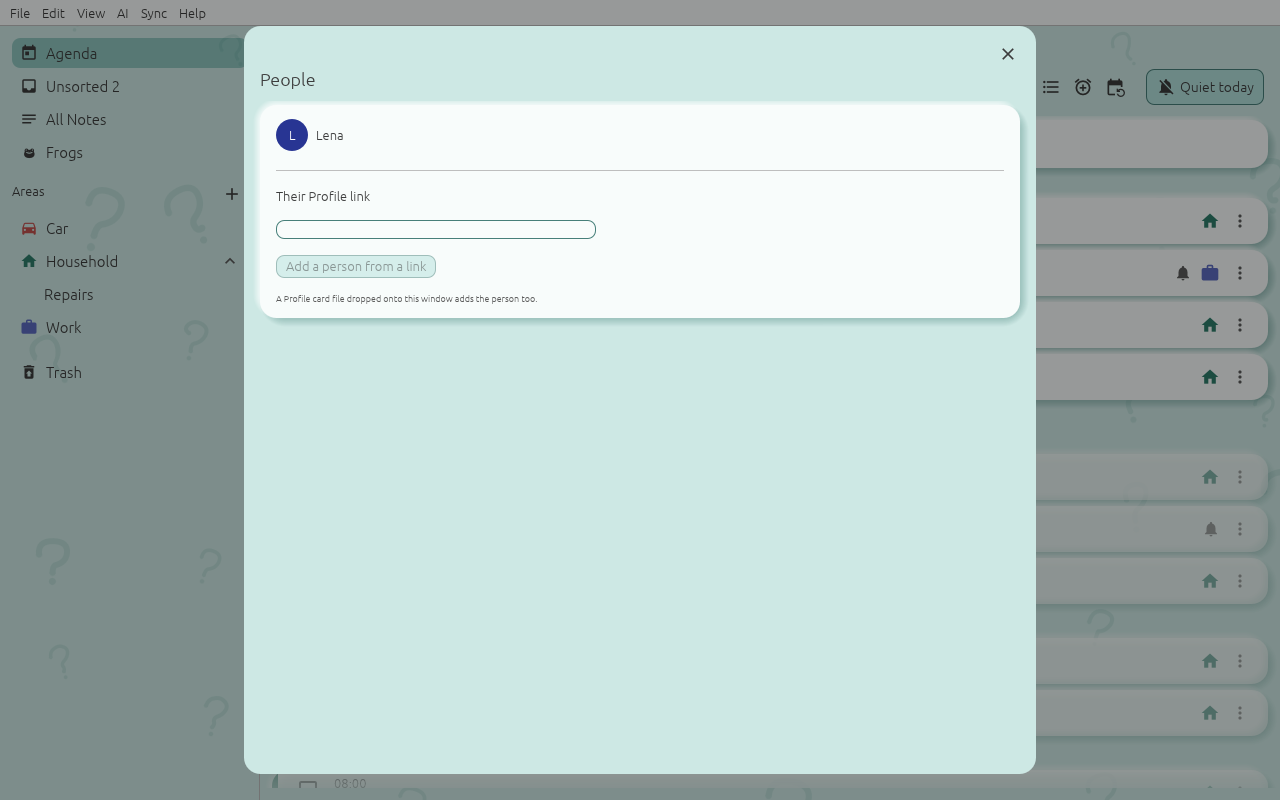 File Edit View AI Sync Help
Agenda
Unsorted 2
All Notes
Frogs
Areas
Car
Household
Repairs
Work
Trash
People
L Lena
Their Profile link
Add a person from a link
A Profile card file dropped onto this window adds the person too.
Quiet today
08:00